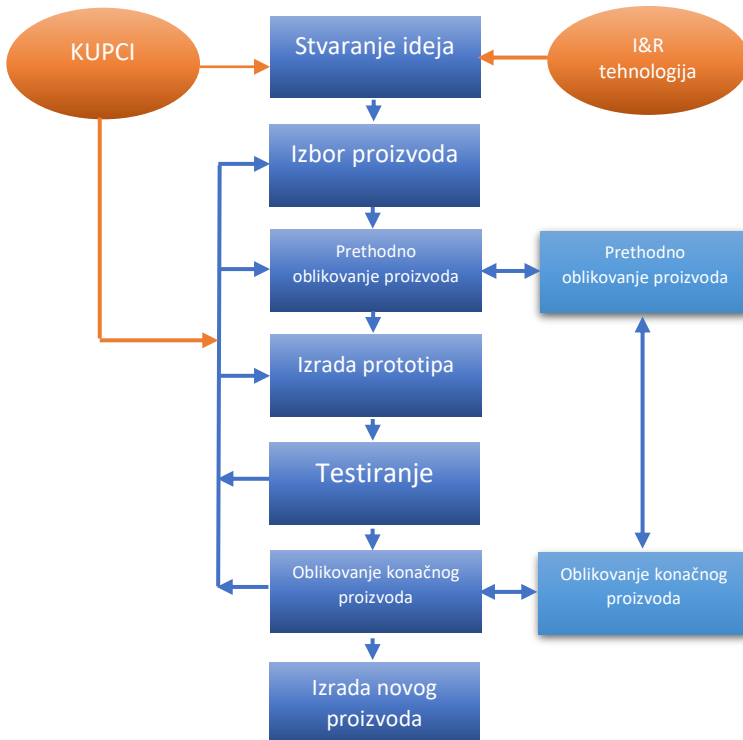 KUPCI
Stvaranje ideja
I&R
tehnologija
Izbor proizvoda
Prethodno
oblikovanje proizvoda
Prethodno
oblikovanje proizvoda
Izrada prototipa
Testiranje
Oblikovanje konačnog
proizvoda
Oblikovanje konačnog
proizvoda
Izrada novog
proizvoda